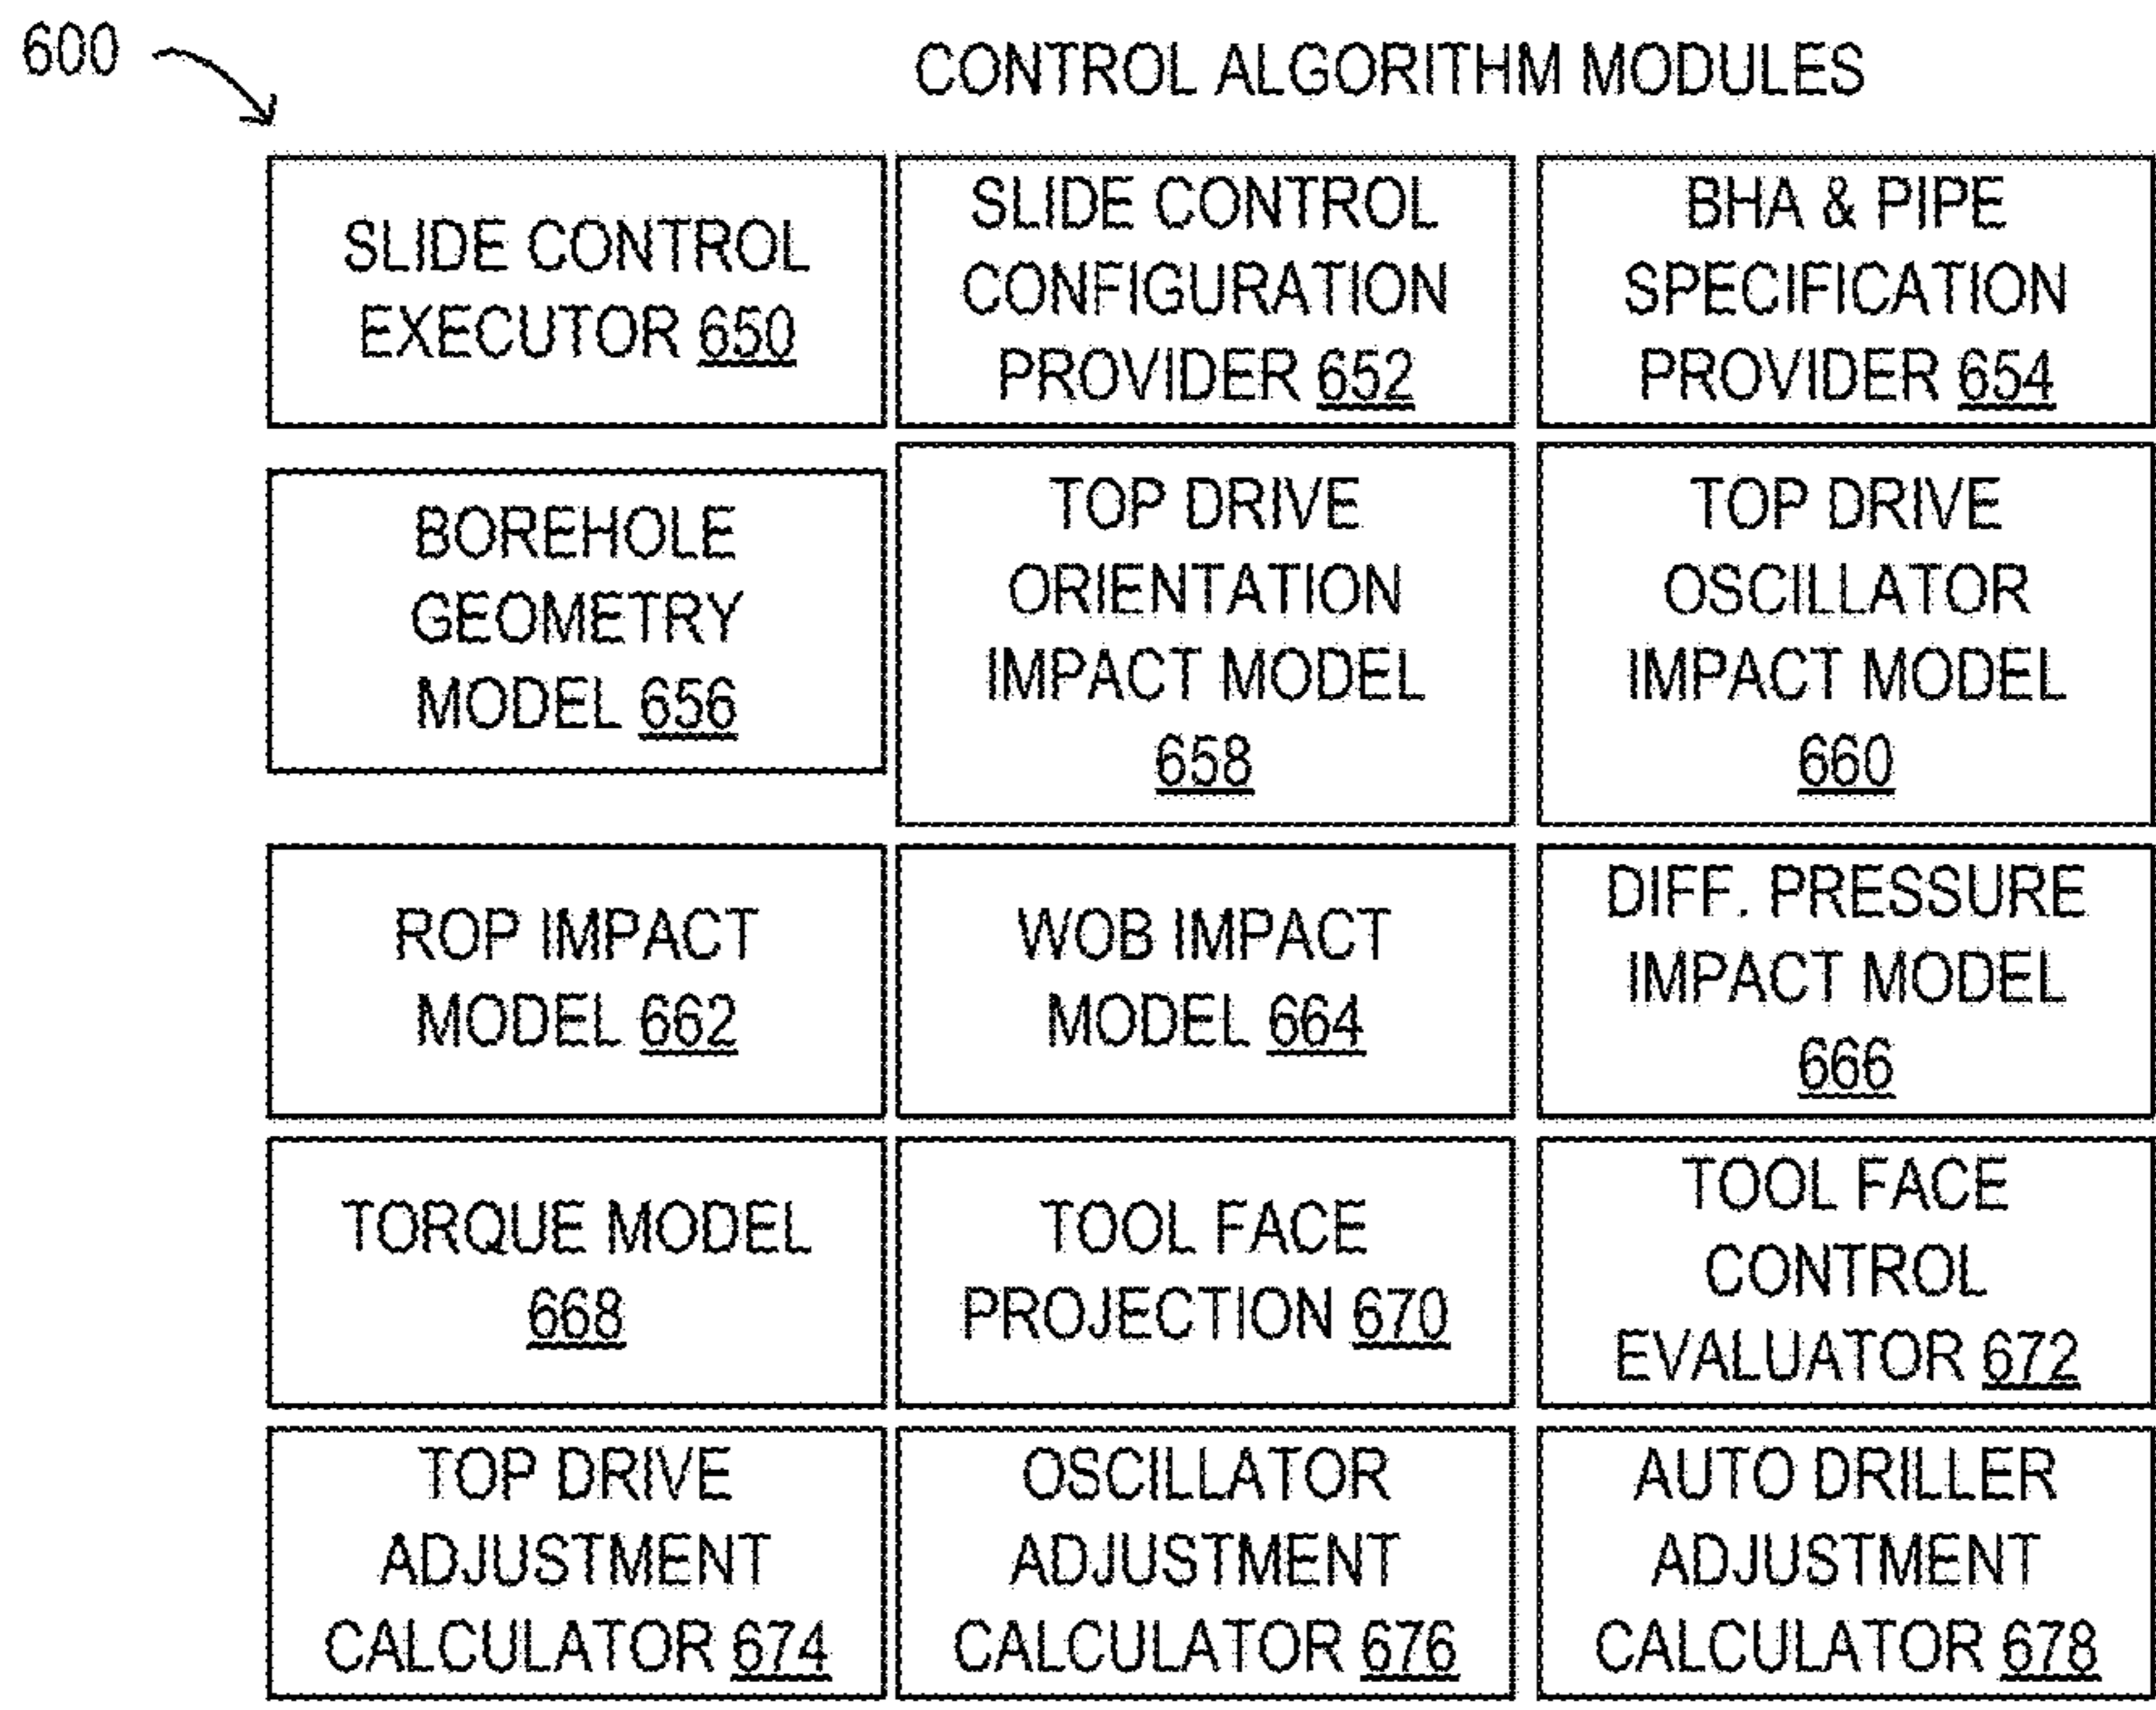 600
CONTROL ALGORITHM MODULES
SLIDE CONTROL
EXECUTOR 650
SLIDE CONTROL
CONFIGURATION
PROVIDER 652
BHA & PIPE
SPECIFICATION
PROVIDER 654
BOREHOLE
GEOMETRY
MODEL 656
TOP DRIVE
ORIENTATION
IMPACT MODEL
658
TOP DRIVE
OSCILLATOR
IMPACT MODEL
660
ROP IMPACT
MODEL 662
WOB IMPACT
MODEL 664
DIFF. PRESSURE
IMPACT MODEL
666
TORQUE MODEL
668
TOOL FACE
PROJECTION 670
TOOL FACE
CONTROL
EVALUATOR 672
TOP DRIVE
ADJUSTMENT
CALCULATOR 674
OSCILLATOR
ADJUSTMENT
CALCULATOR 676
AUTO DRILLER
ADJUSTMENT
CALCULATOR 678